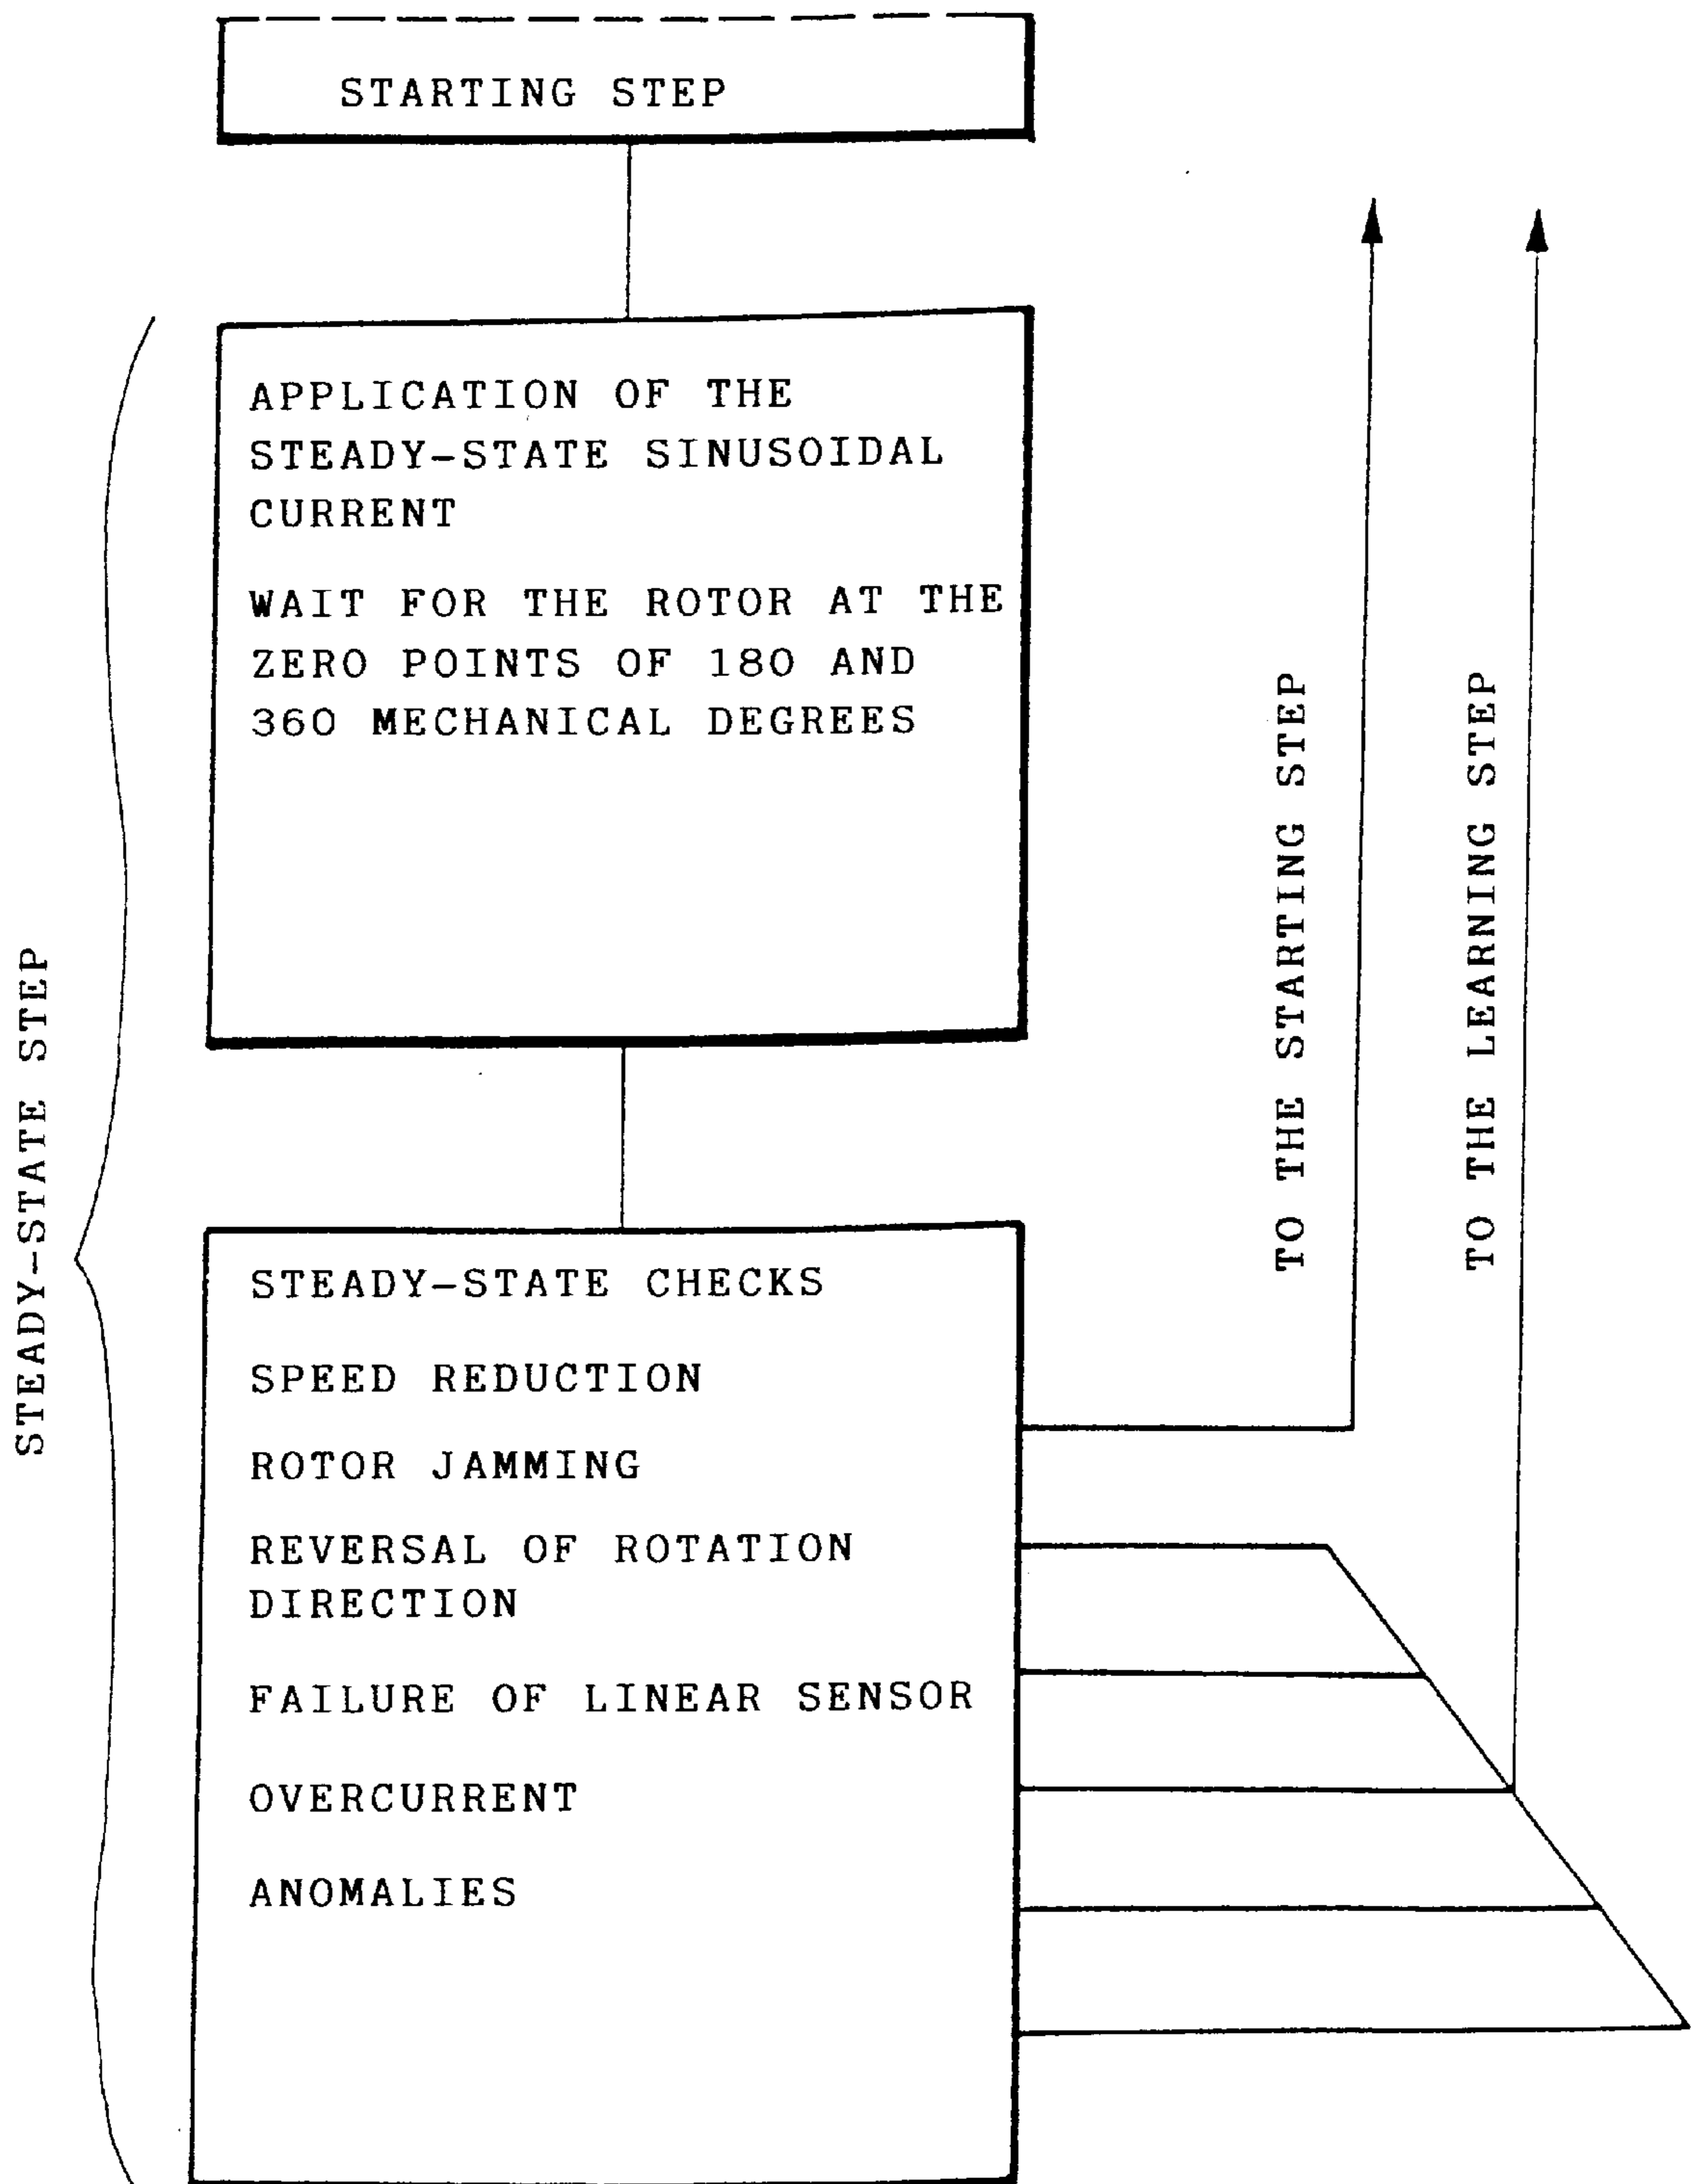 STARTING STEP
APPLICATION OF THE
STEADY-STATE SINUSOIDAL
CURRENT
WAIT FOR THE ROTOR AT THE
ZERO POINTS OF 180 AND
360 MECHANICAL DEGREES
STEADY-STATE STEP
TO THE STARTING STEP
TO THE LEARNING STEP
STEADY-STATE CHECKS
SPEED REDUCTION
ROTOR JAMMING
REVERSAL OF ROTATION
DIRECTION
FAILURE OF LINEAR SENSOR
OVERCURRENT
ANOMALIES